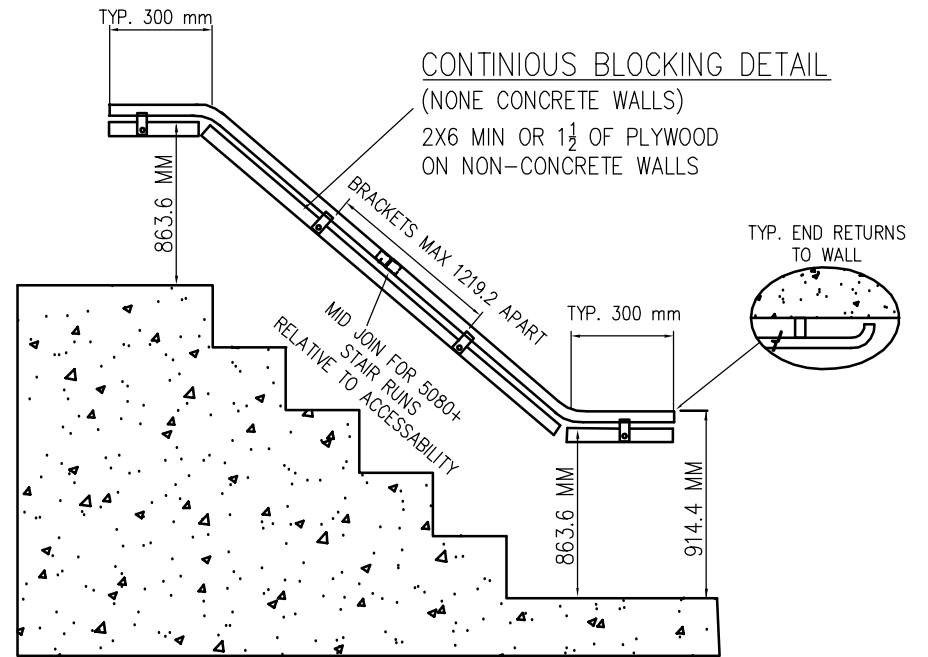 TYP. 300 mm
CONTINIOUS BLOCKING DETAIL
(NONE CONCRETE WALLS)
2X6 MIN OR 1½ OF PLYWOOD
ON NON-CONCRETE WALLS
863.6 MM
BRACKETS MAX 1219.2 APART
MID JOIN FOR 5080+
STAIR RUNS
RELATIVE TO ACCESSABILITY
TYP. 300 mm
TYP. END RETURNS
TO WALL
863.6 MM
914.4 MM